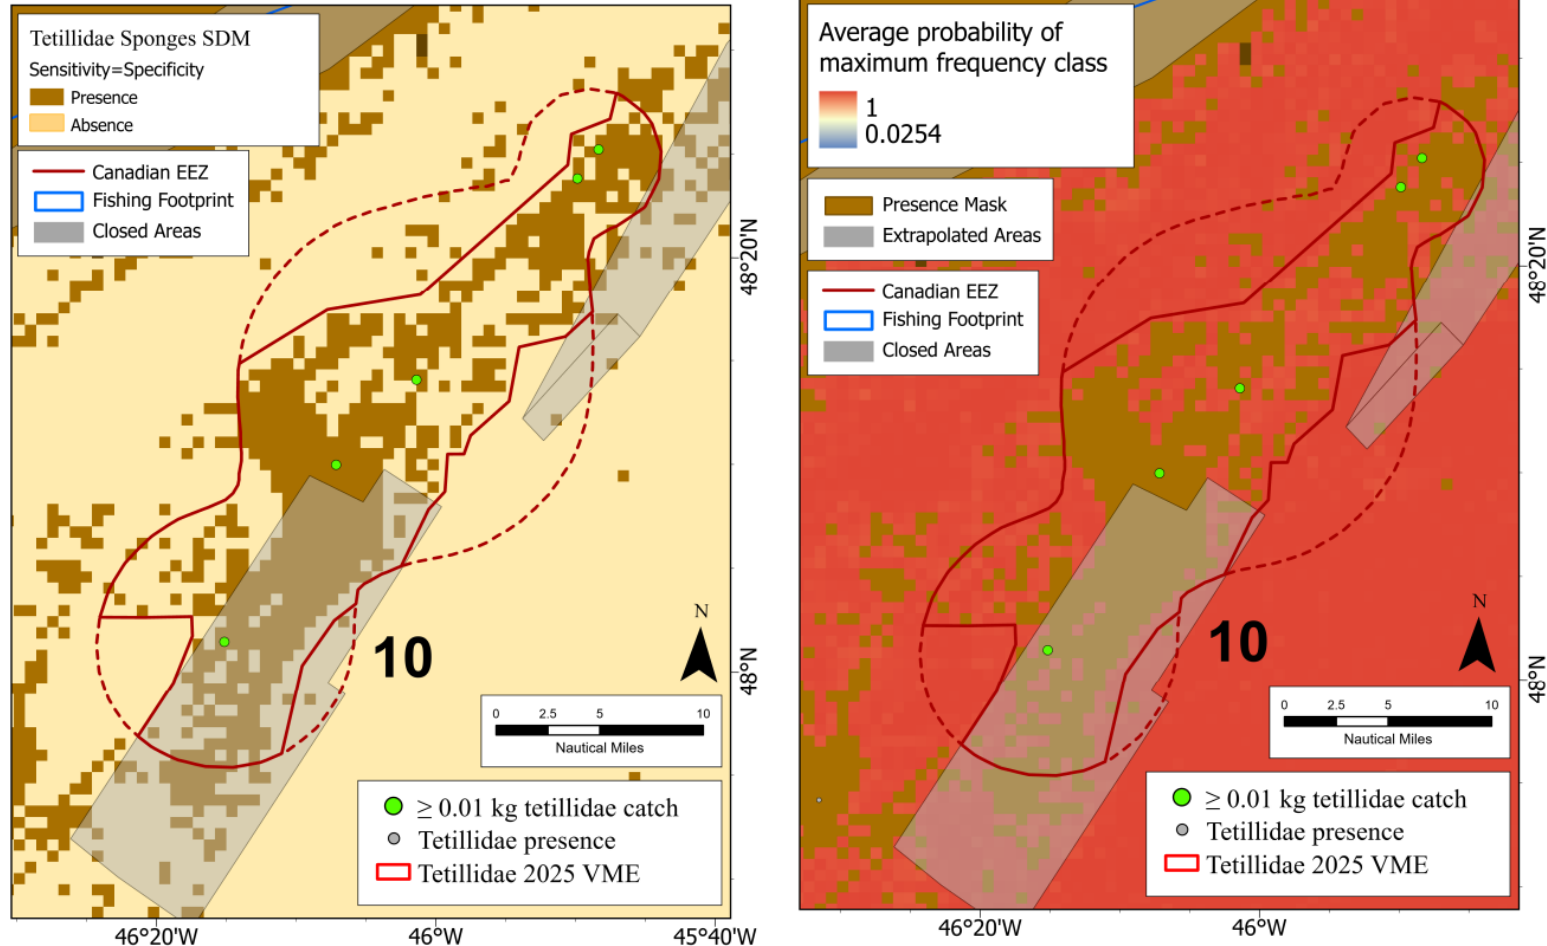 Tetillidae Sponges SDM
Sensitivity=Specificity
Presence
Absence
Canadian EEZ
Fishing Footprint
Closed Areas
10
N
0 2.5 5 10
Nautical Miles
≥ 0.01 kg tetillidae catch
Tetillidae presence
Tetillidae 2025 VME
48°20'N
48°N
46°20'W 46°W 45°40'W
Average probability of
maximum frequency class
1
0.0254
Presence Mask
Extrapolated Areas
Canadian EEZ
Fishing Footprint
Closed Areas
10
N
0 2.5 5 10
Nautical Miles
≥ 0.01 kg tetillidae catch
Tetillidae presence
Tetillidae 2025 VME
48°20'N
48°N
46°20'W 46°W